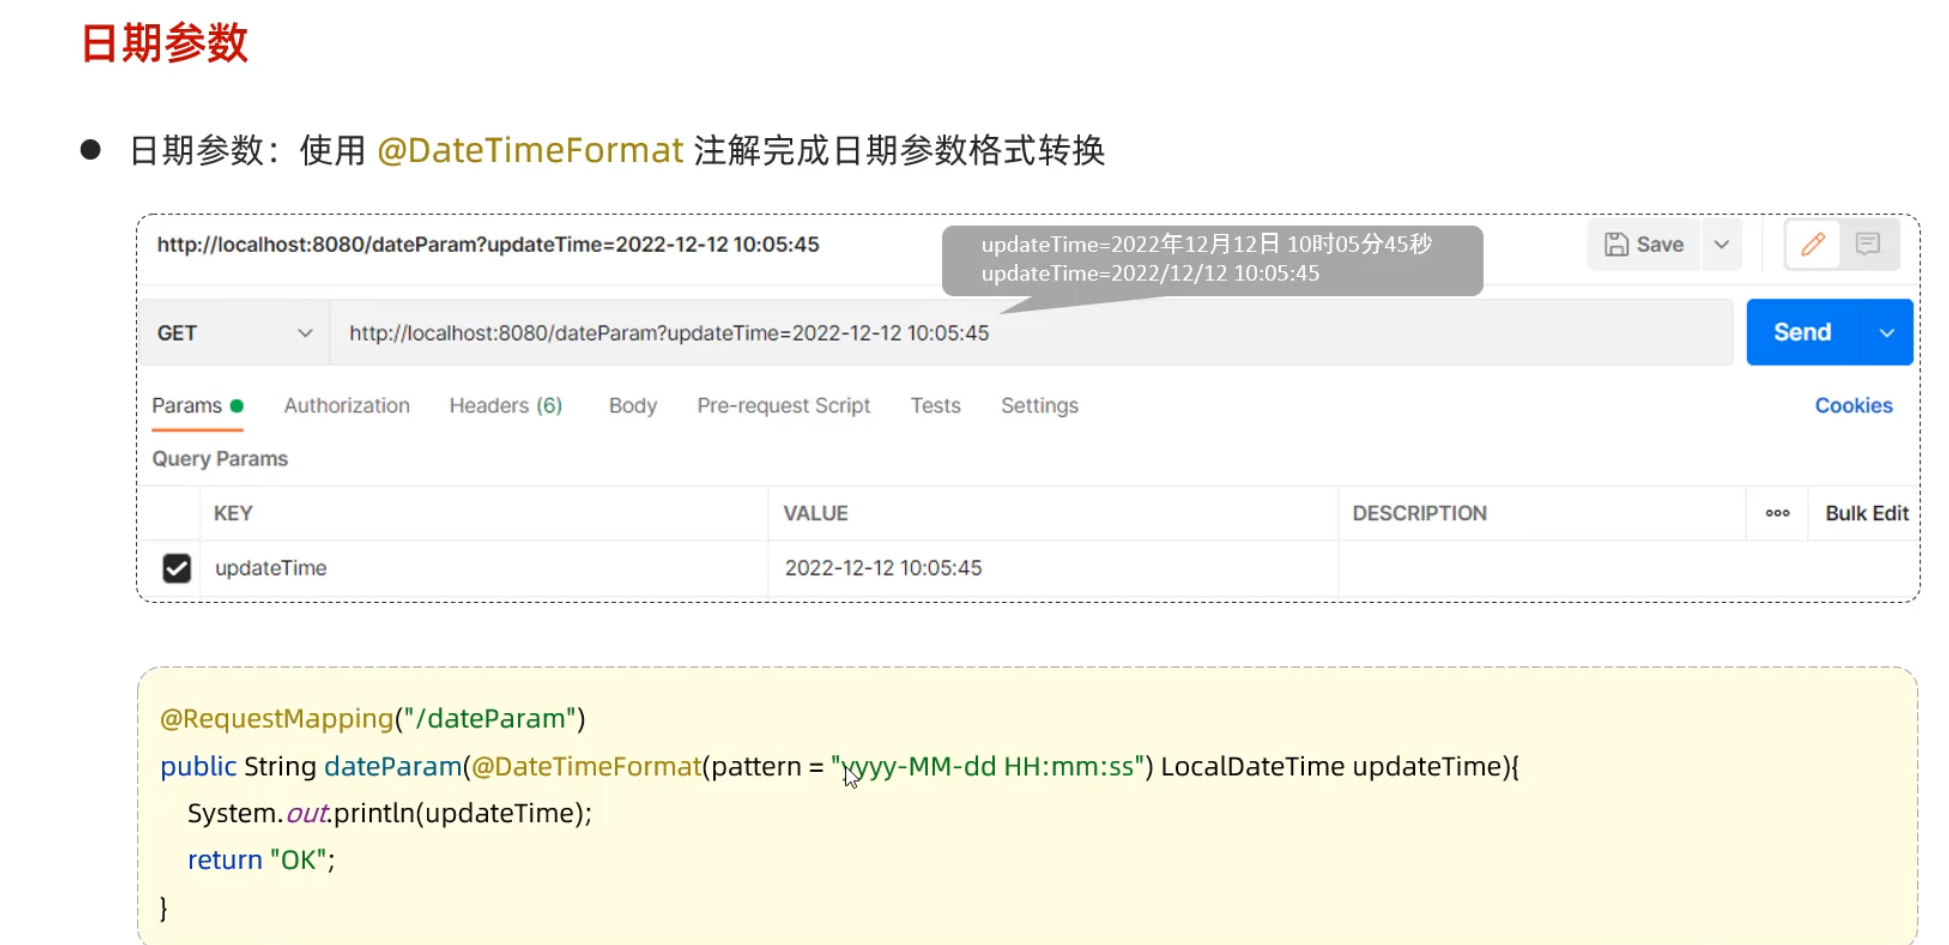 日期参数
● 日期参数：使用 @DateTimeFormat 注解完成日期参数格式转换
http://localhost:8080/dateParam?updateTime=2022-12-12 10:05:45
updateTime=2022年12月12日 10时05分45秒
updateTime=2022/12/12 10:05:45
Save
GET http://localhost:8080/dateParam?updateTime=2022-12-12 10:05:45 Send
Params Authorization Headers (6) Body Pre-request Script Tests Settings Cookies
Query Params
KEY VALUE DESCRIPTION ooo Bulk Edit
updateTime 2022-12-12 10:05:45
@RequestMapping("/dateParam")
public String dateParam(@DateTimeFormat(pattern = "yyyy-MM-dd HH:mm:ss") LocalDateTime updateTime){
System.out.println(updateTime);
return "OK";
}